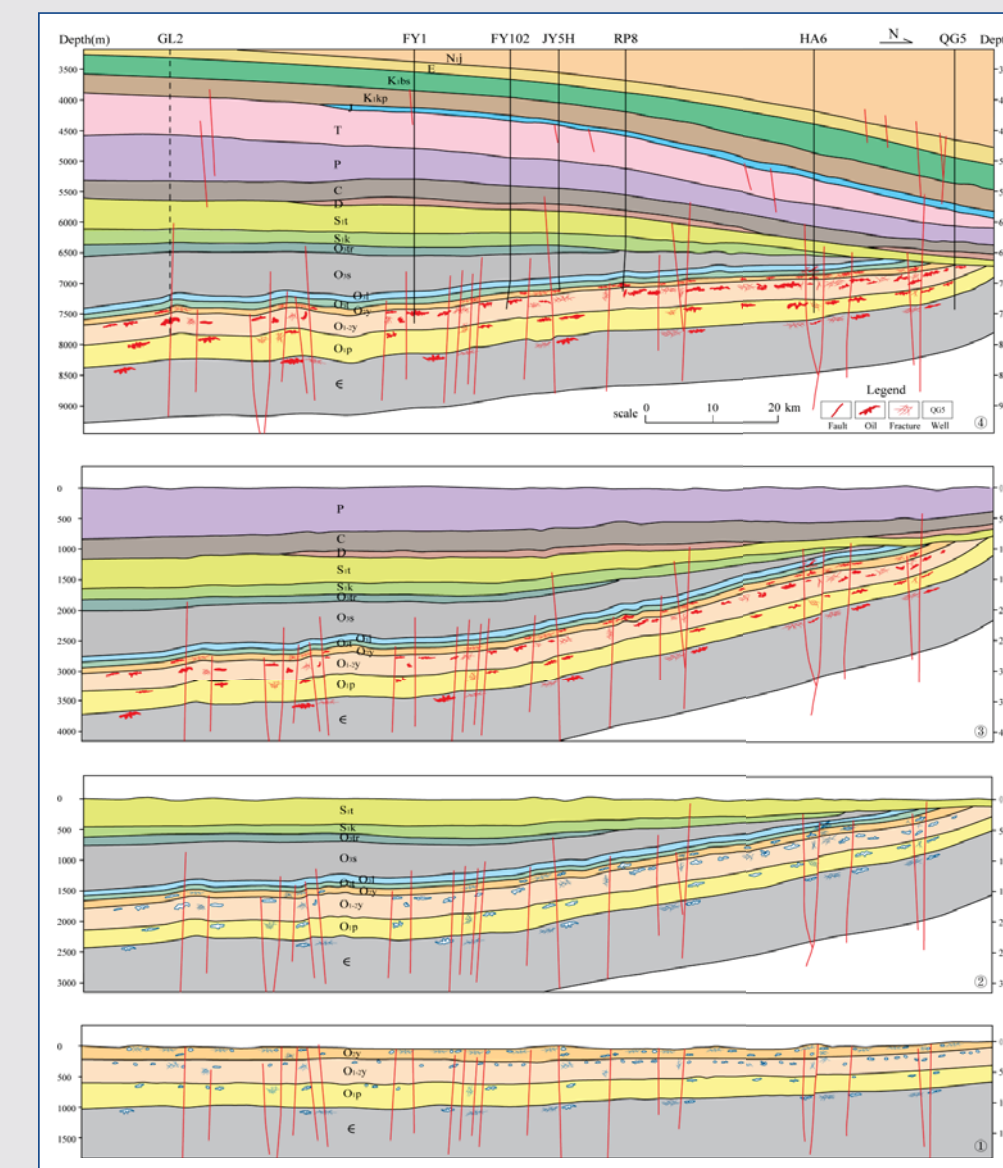 Depth(m) GL2 FY1 FY102 JY5H RP8 HA6 N QG5 Dept
N₁j
E
K₁bs
K₁kp
J
T
P
C
D
S₁t
S₁k
O₃tr
O₃s
O₃l
O₃t
O₂y
O₁₋₂y
O₁p
Є
3500
4000
4500
5000
5500
6000
6500
7000
7500
8000
8500
9000
Legend
scale 0 10 20 km
QG5
Fault Oil Fracture Well
④
0
500
1000
1500
2000
2500
3000
3500
4000
P
C
D
S₁t
S₁k
O₃tr
O₃s
O₃l
O₃t
O₂y
O₁₋₂y
O₁p
Є
③
0
500
1000
1500
2000
2500
3000
S₁t
S₁k
O₃tr
O₃s
O₃l
O₃t
O₂y
O₁₋₂y
O₁p
Є
②
0
500
1000
1500
O₂y
O₁₋₂y
O₁p
Є
①